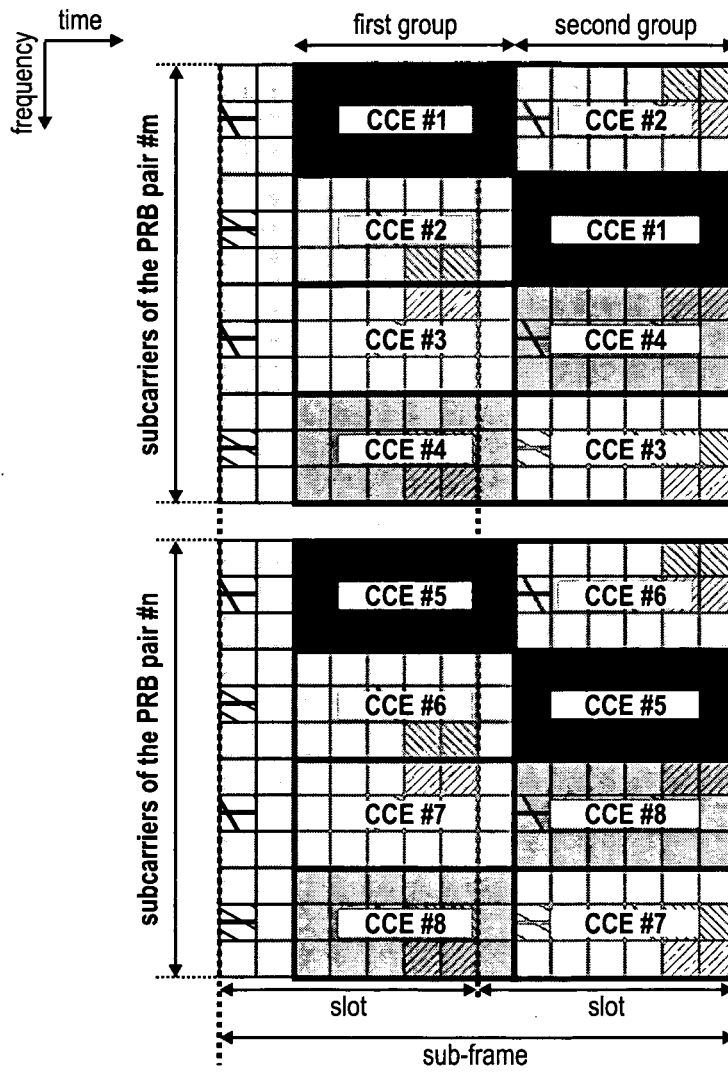 time
first group
second group
frequency
subcarriers of the PRB pair #m
CCE #1
CCE #2
CCE #2
CCE #1
CCE #3
CCE #4
CCE #4
CCE #3
subcarriers of the PRB pair #n
CCE #5
CCE #6
CCE #6
CCE #5
CCE #7
CCE #8
CCE #8
CCE #7
slot
slot
sub-frame